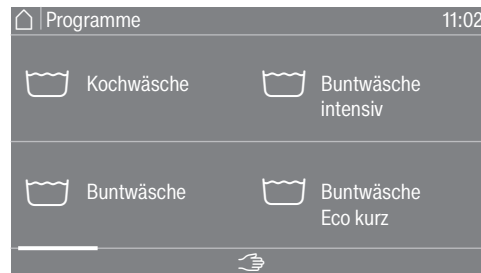 Programme 11:02
Kochwäsche
Buntwäsche
intensiv
Buntwäsche
Buntwäsche
Eco kurz